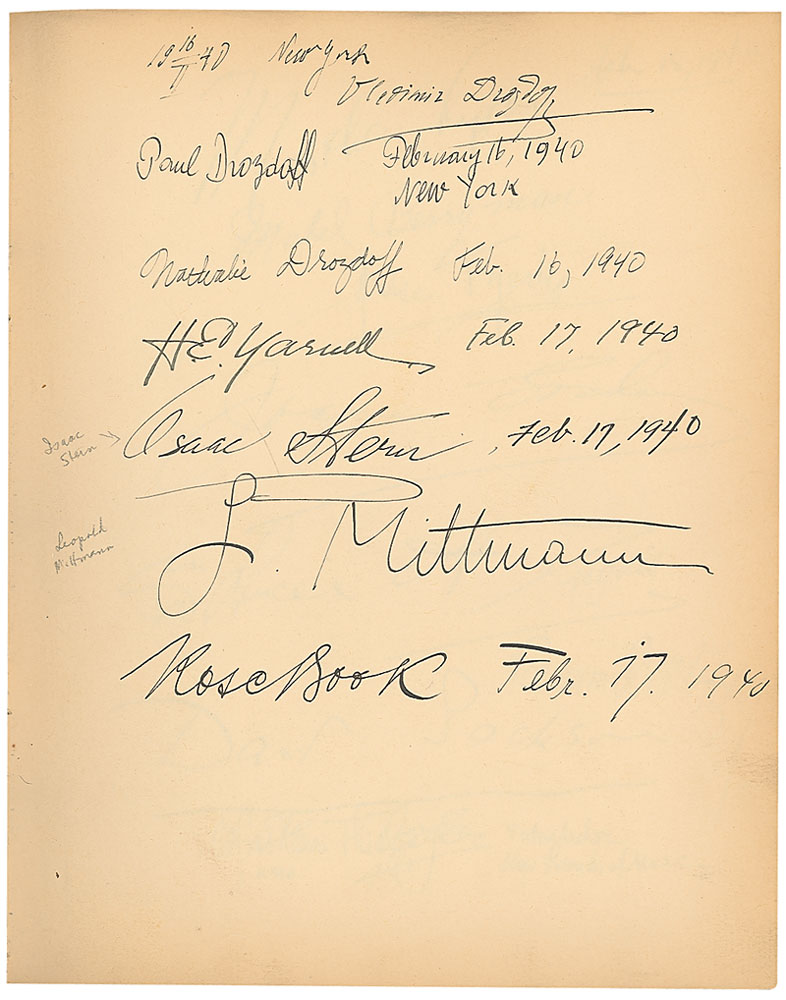 19 16/II 40 New York
Vladimir Drozdoff
Paul Drozdoff February 16, 1940
New York
Nathalie Drozdoff Feb. 16, 1940
H.E. Yarnell Feb. 17, 1940
Isaac Stern → Isaac Stern, Feb. 17, 1940
L. Mittmann
Leopold Mittmann
Rose Book Febr. 17. 1940